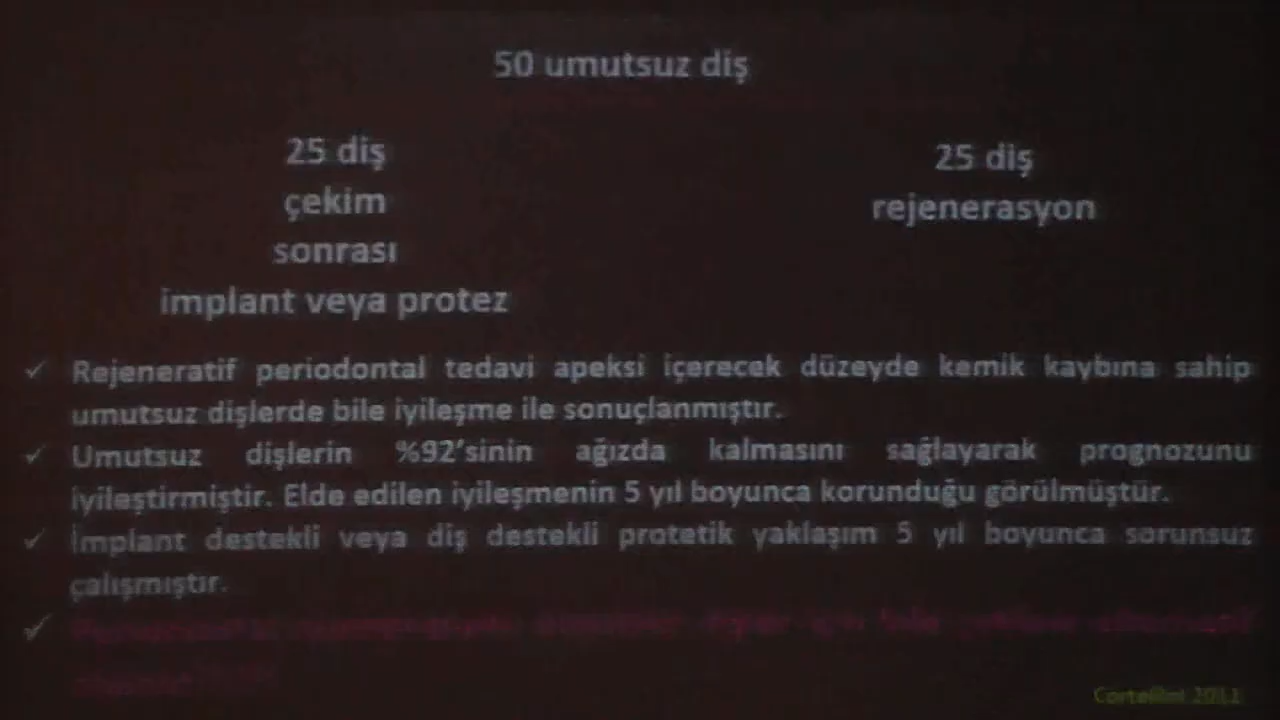 50 umutsuz diş
25 diş
çekim
sonrası
implant veya protez
25 diş
rejenerasyon
✓ Rejeneratif periodontal tedavi apeksi içerecek düzeyde kemik kaybına sahip
umutsuz dişlerde bile iyileşme ile sonuçlanmıştır.
✓ Umutsuz dişlerin %92'sinin ağızda kalmasını sağlayarak prognozunu
iyileştirmiştir. Elde edilen iyileşmenin 5 yıl boyunca korunduğu görülmüştür.
✓ İmplant destekli veya diş destekli protetik yaklaşım 5 yıl boyunca sorunsuz
çalışmıştır.
Cortellini 2011